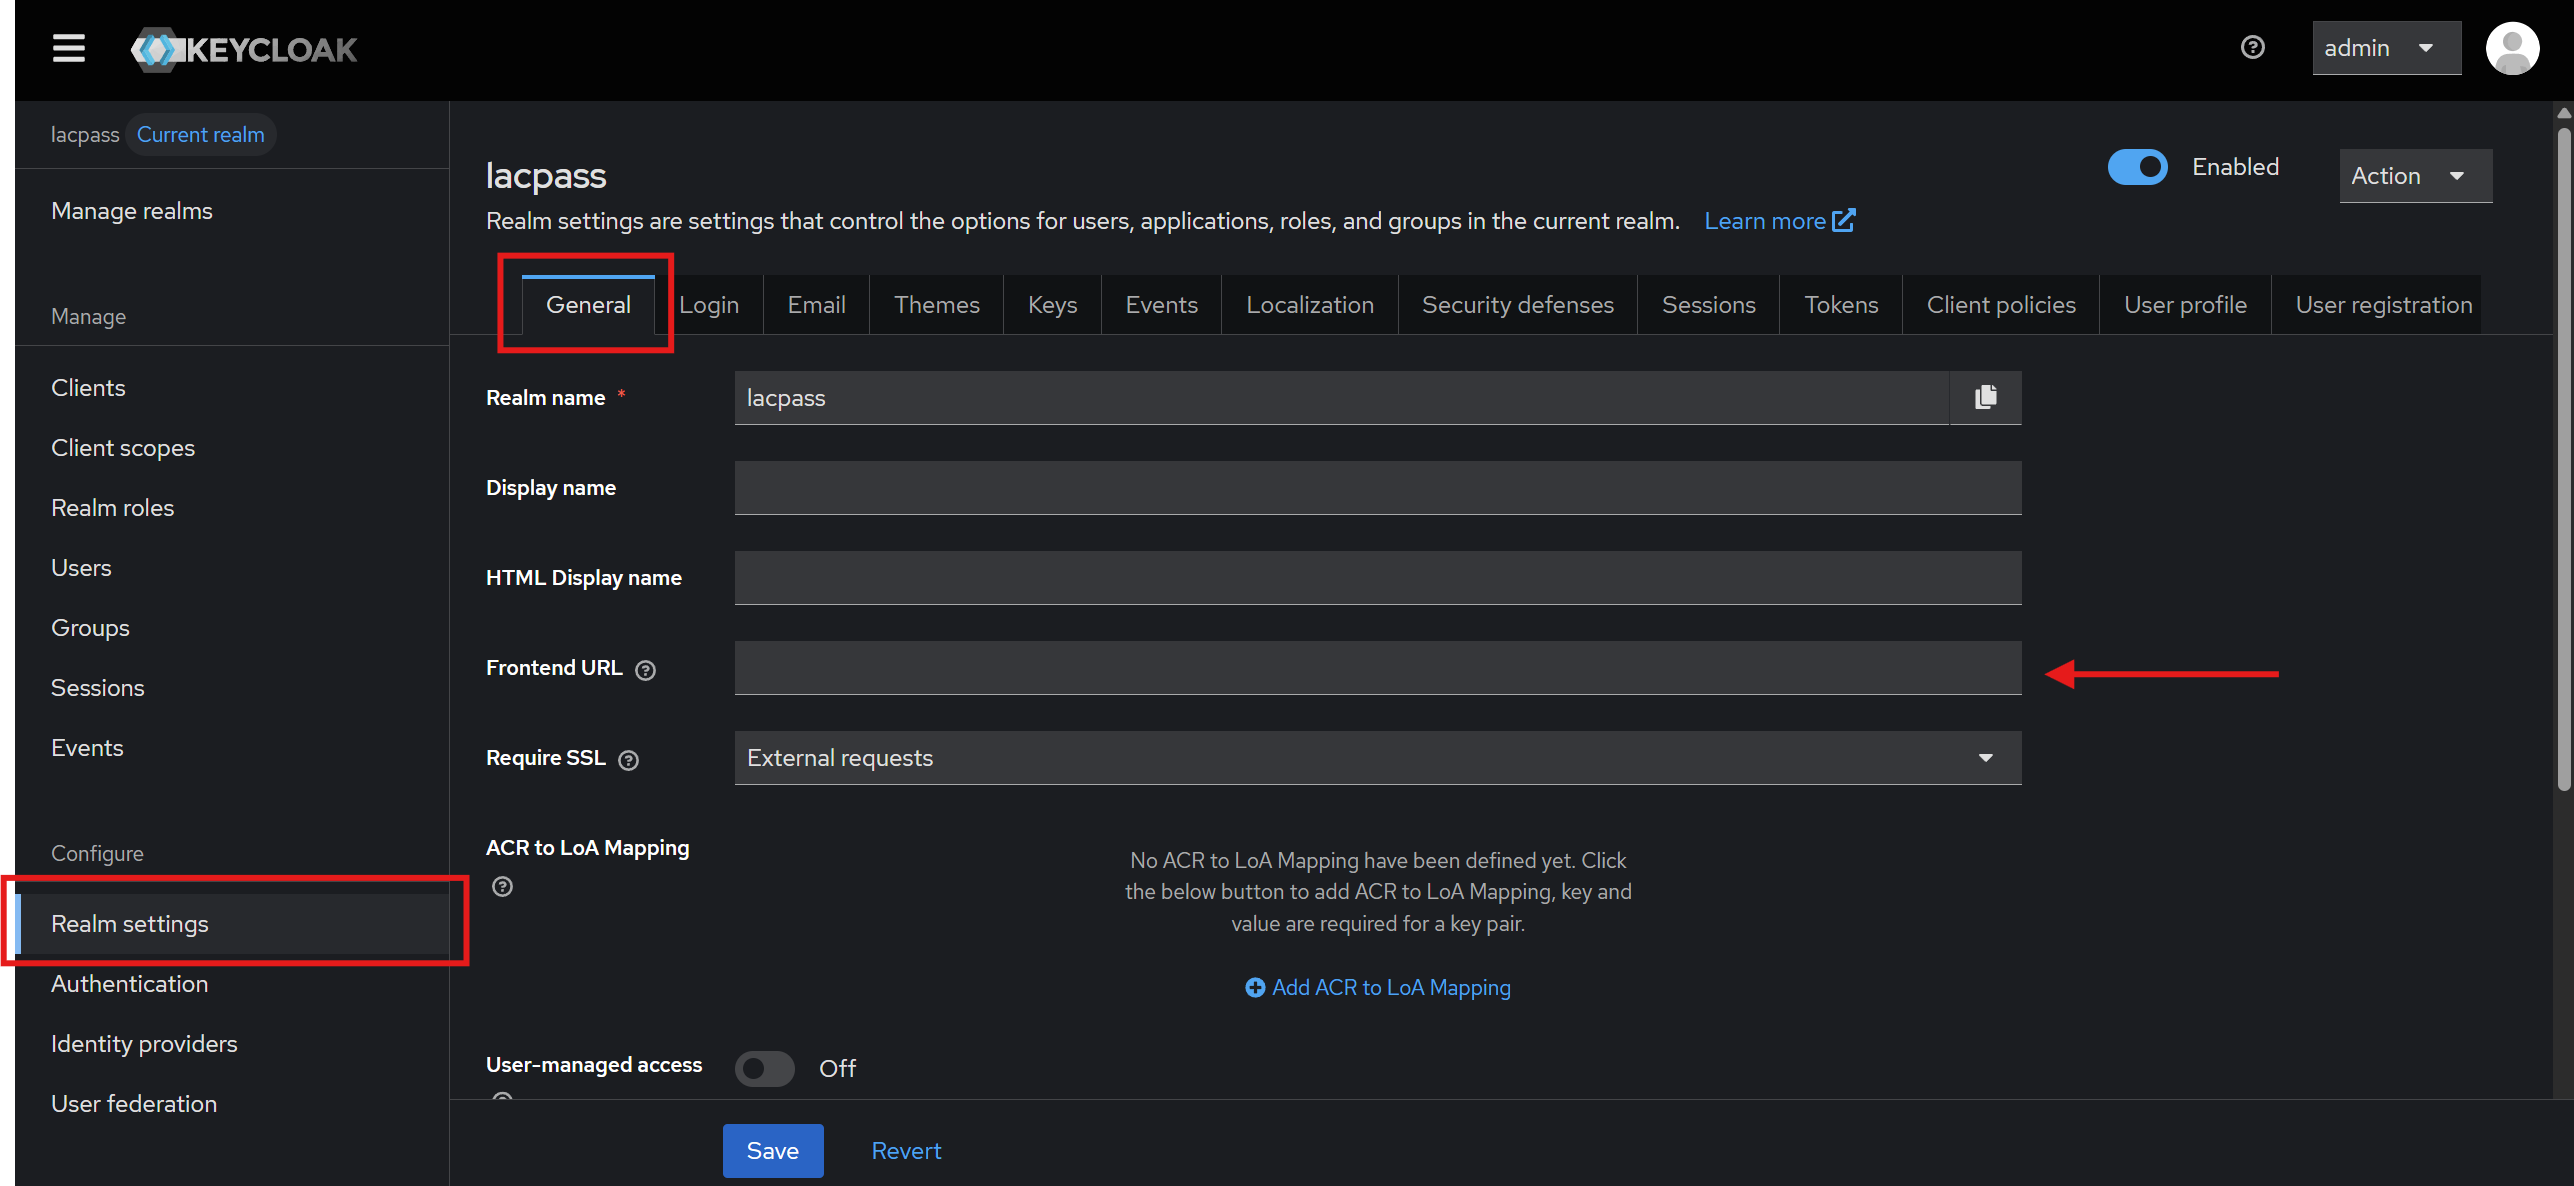 KEYCLOAK
admin
lacpass Current realm
Manage realms
Manage
Clients
Client scopes
Realm roles
Users
Groups
Sessions
Events
Configure
Realm settings
Authentication
Identity providers
User federation
lacpass
Enabled
Action
Realm settings are settings that control the options for users, applications, roles, and groups in the current realm. Learn more
General Login Email Themes Keys Events Localization Security defenses Sessions Tokens Client policies User profile User registration
Realm name * lacpass
Display name
HTML Display name
Frontend URL
Require SSL External requests
ACR to LoA Mapping
No ACR to LoA Mapping have been defined yet. Click
the below button to add ACR to LoA Mapping, key and
value are required for a key pair.
Add ACR to LoA Mapping
User-managed access Off
Save Revert